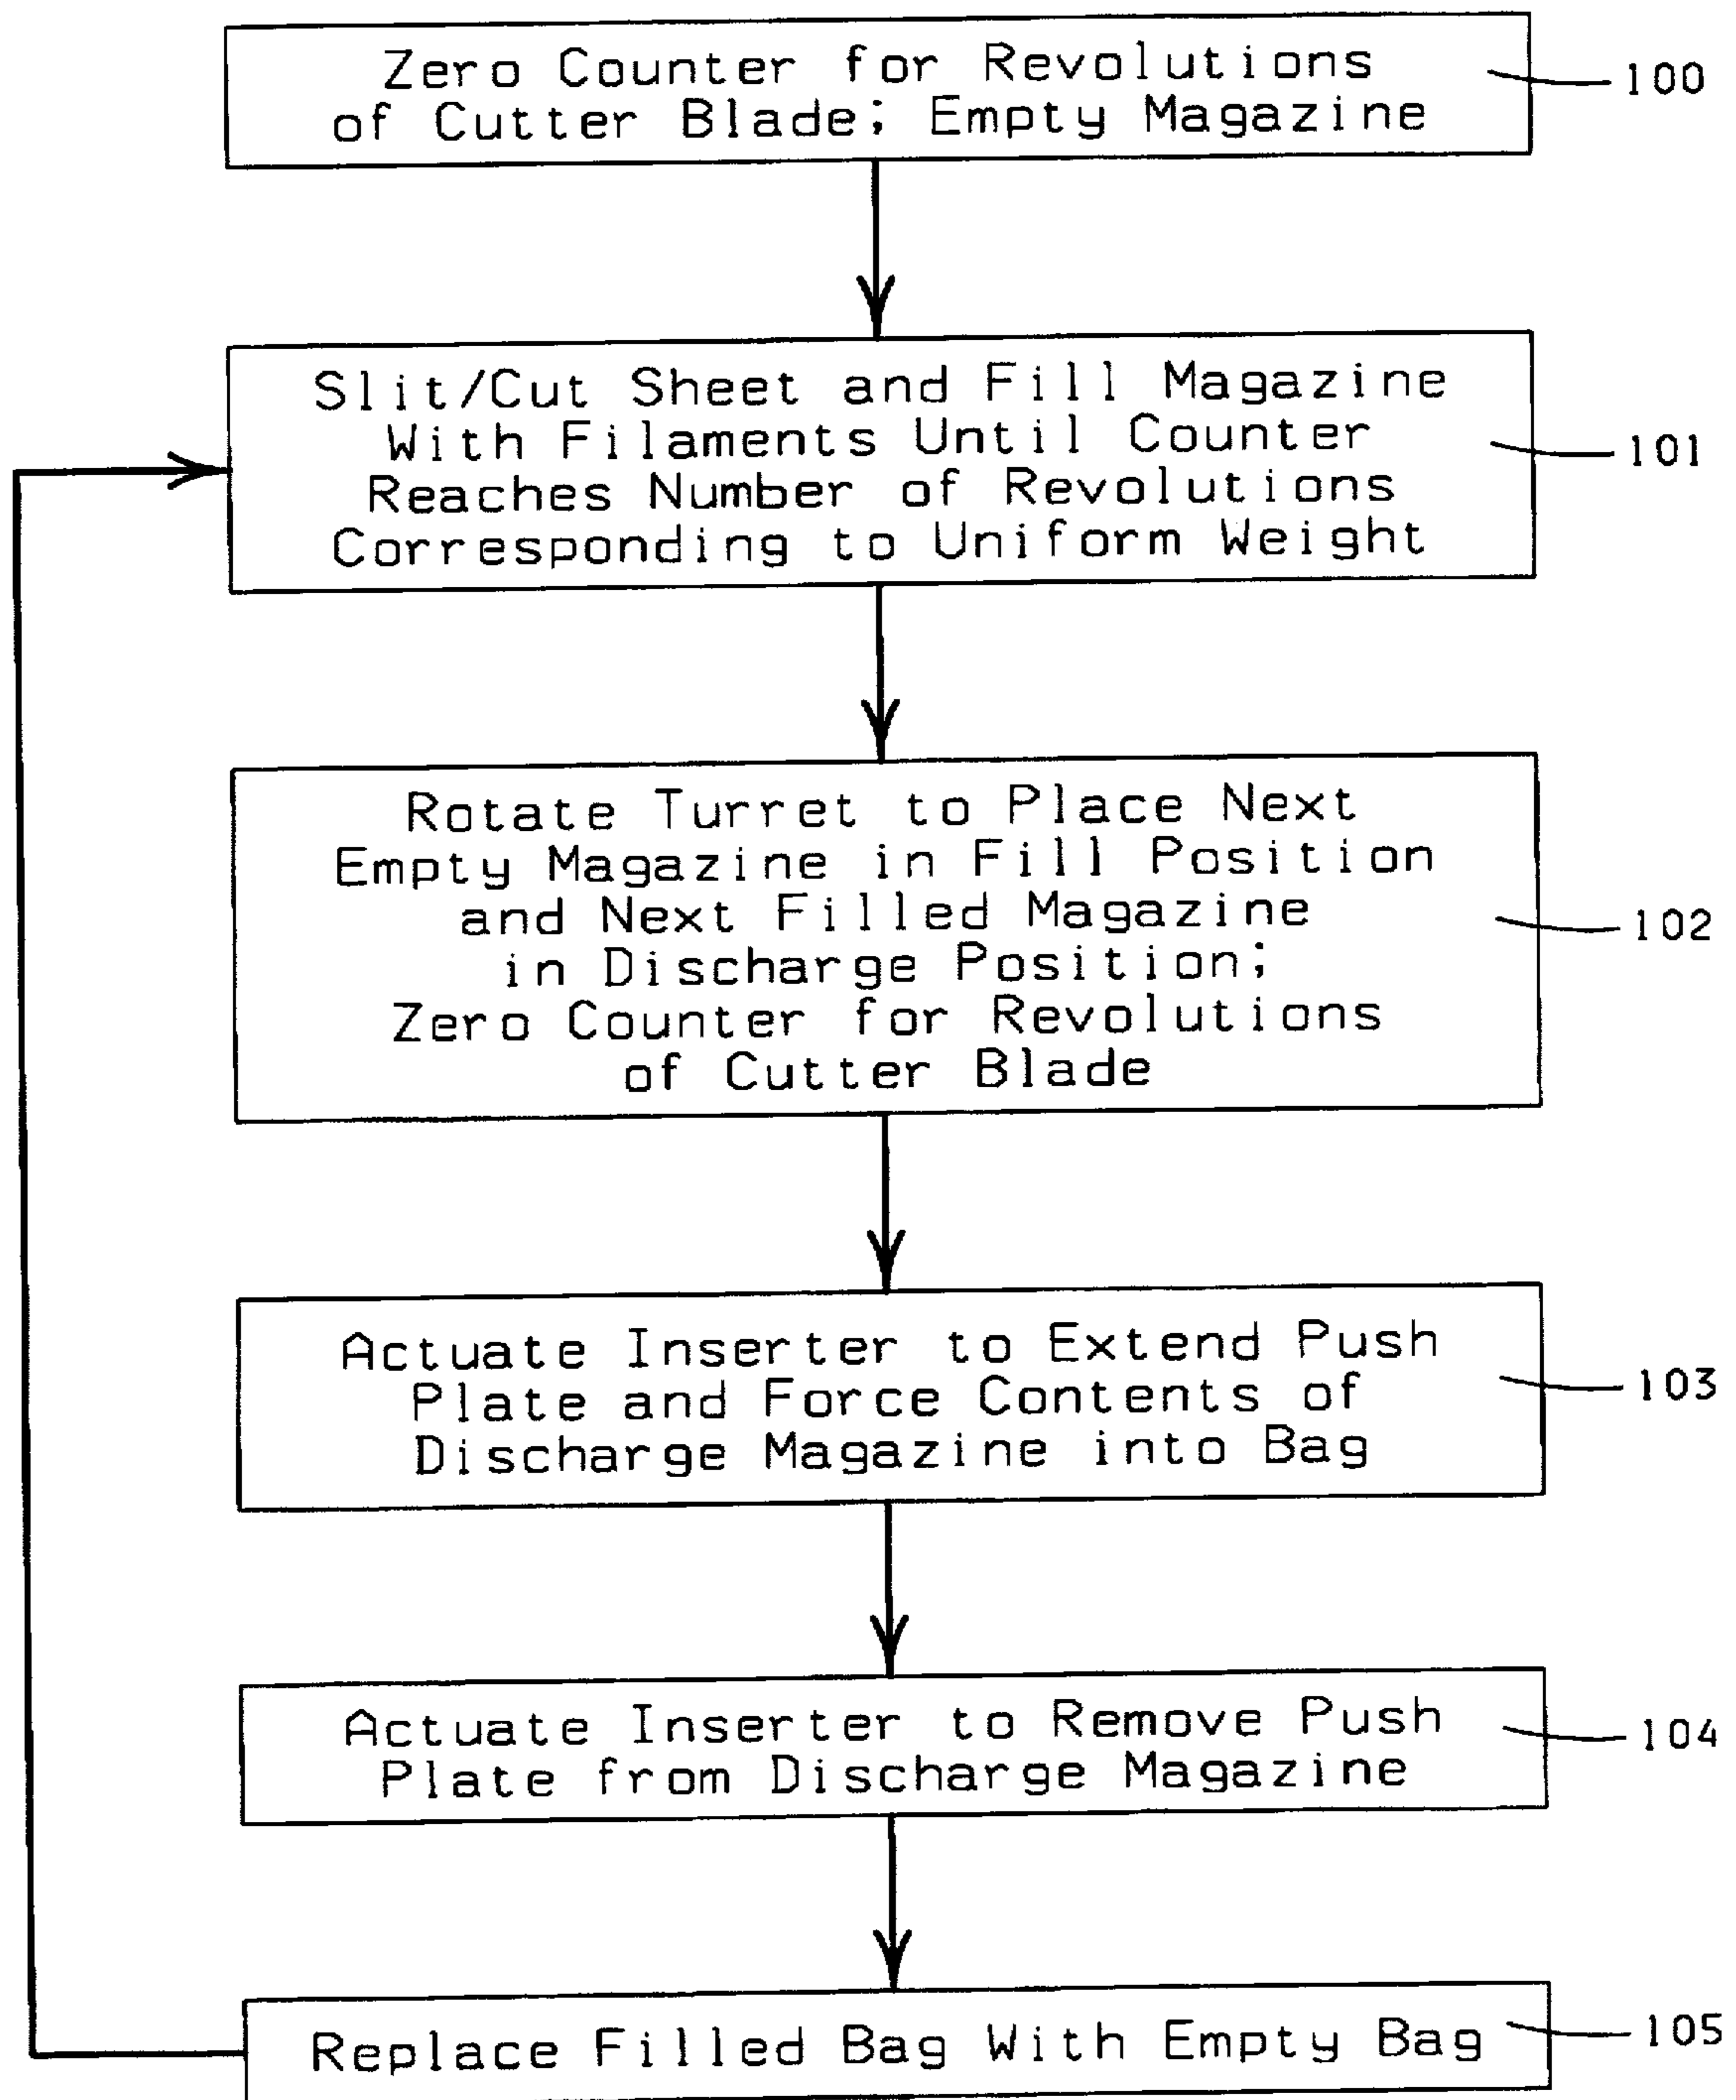 Zero Counter for Revolutions
of Cutter Blade; Empty Magazine
100
Slit/Cut Sheet and Fill Magazine
With Filaments Until Counter
Reaches Number of Revolutions
Corresponding to Uniform Weight
101
Rotate Turret to Place Next
Empty Magazine in Fill Position
and Next Filled Magazine
in Discharge Position;
Zero Counter for Revolutions
of Cutter Blade
102
Actuate Inserter to Extend Push
Plate and Force Contents of
Discharge Magazine into Bag
103
Actuate Inserter to Remove Push
Plate from Discharge Magazine
104
Replace Filled Bag With Empty Bag
105